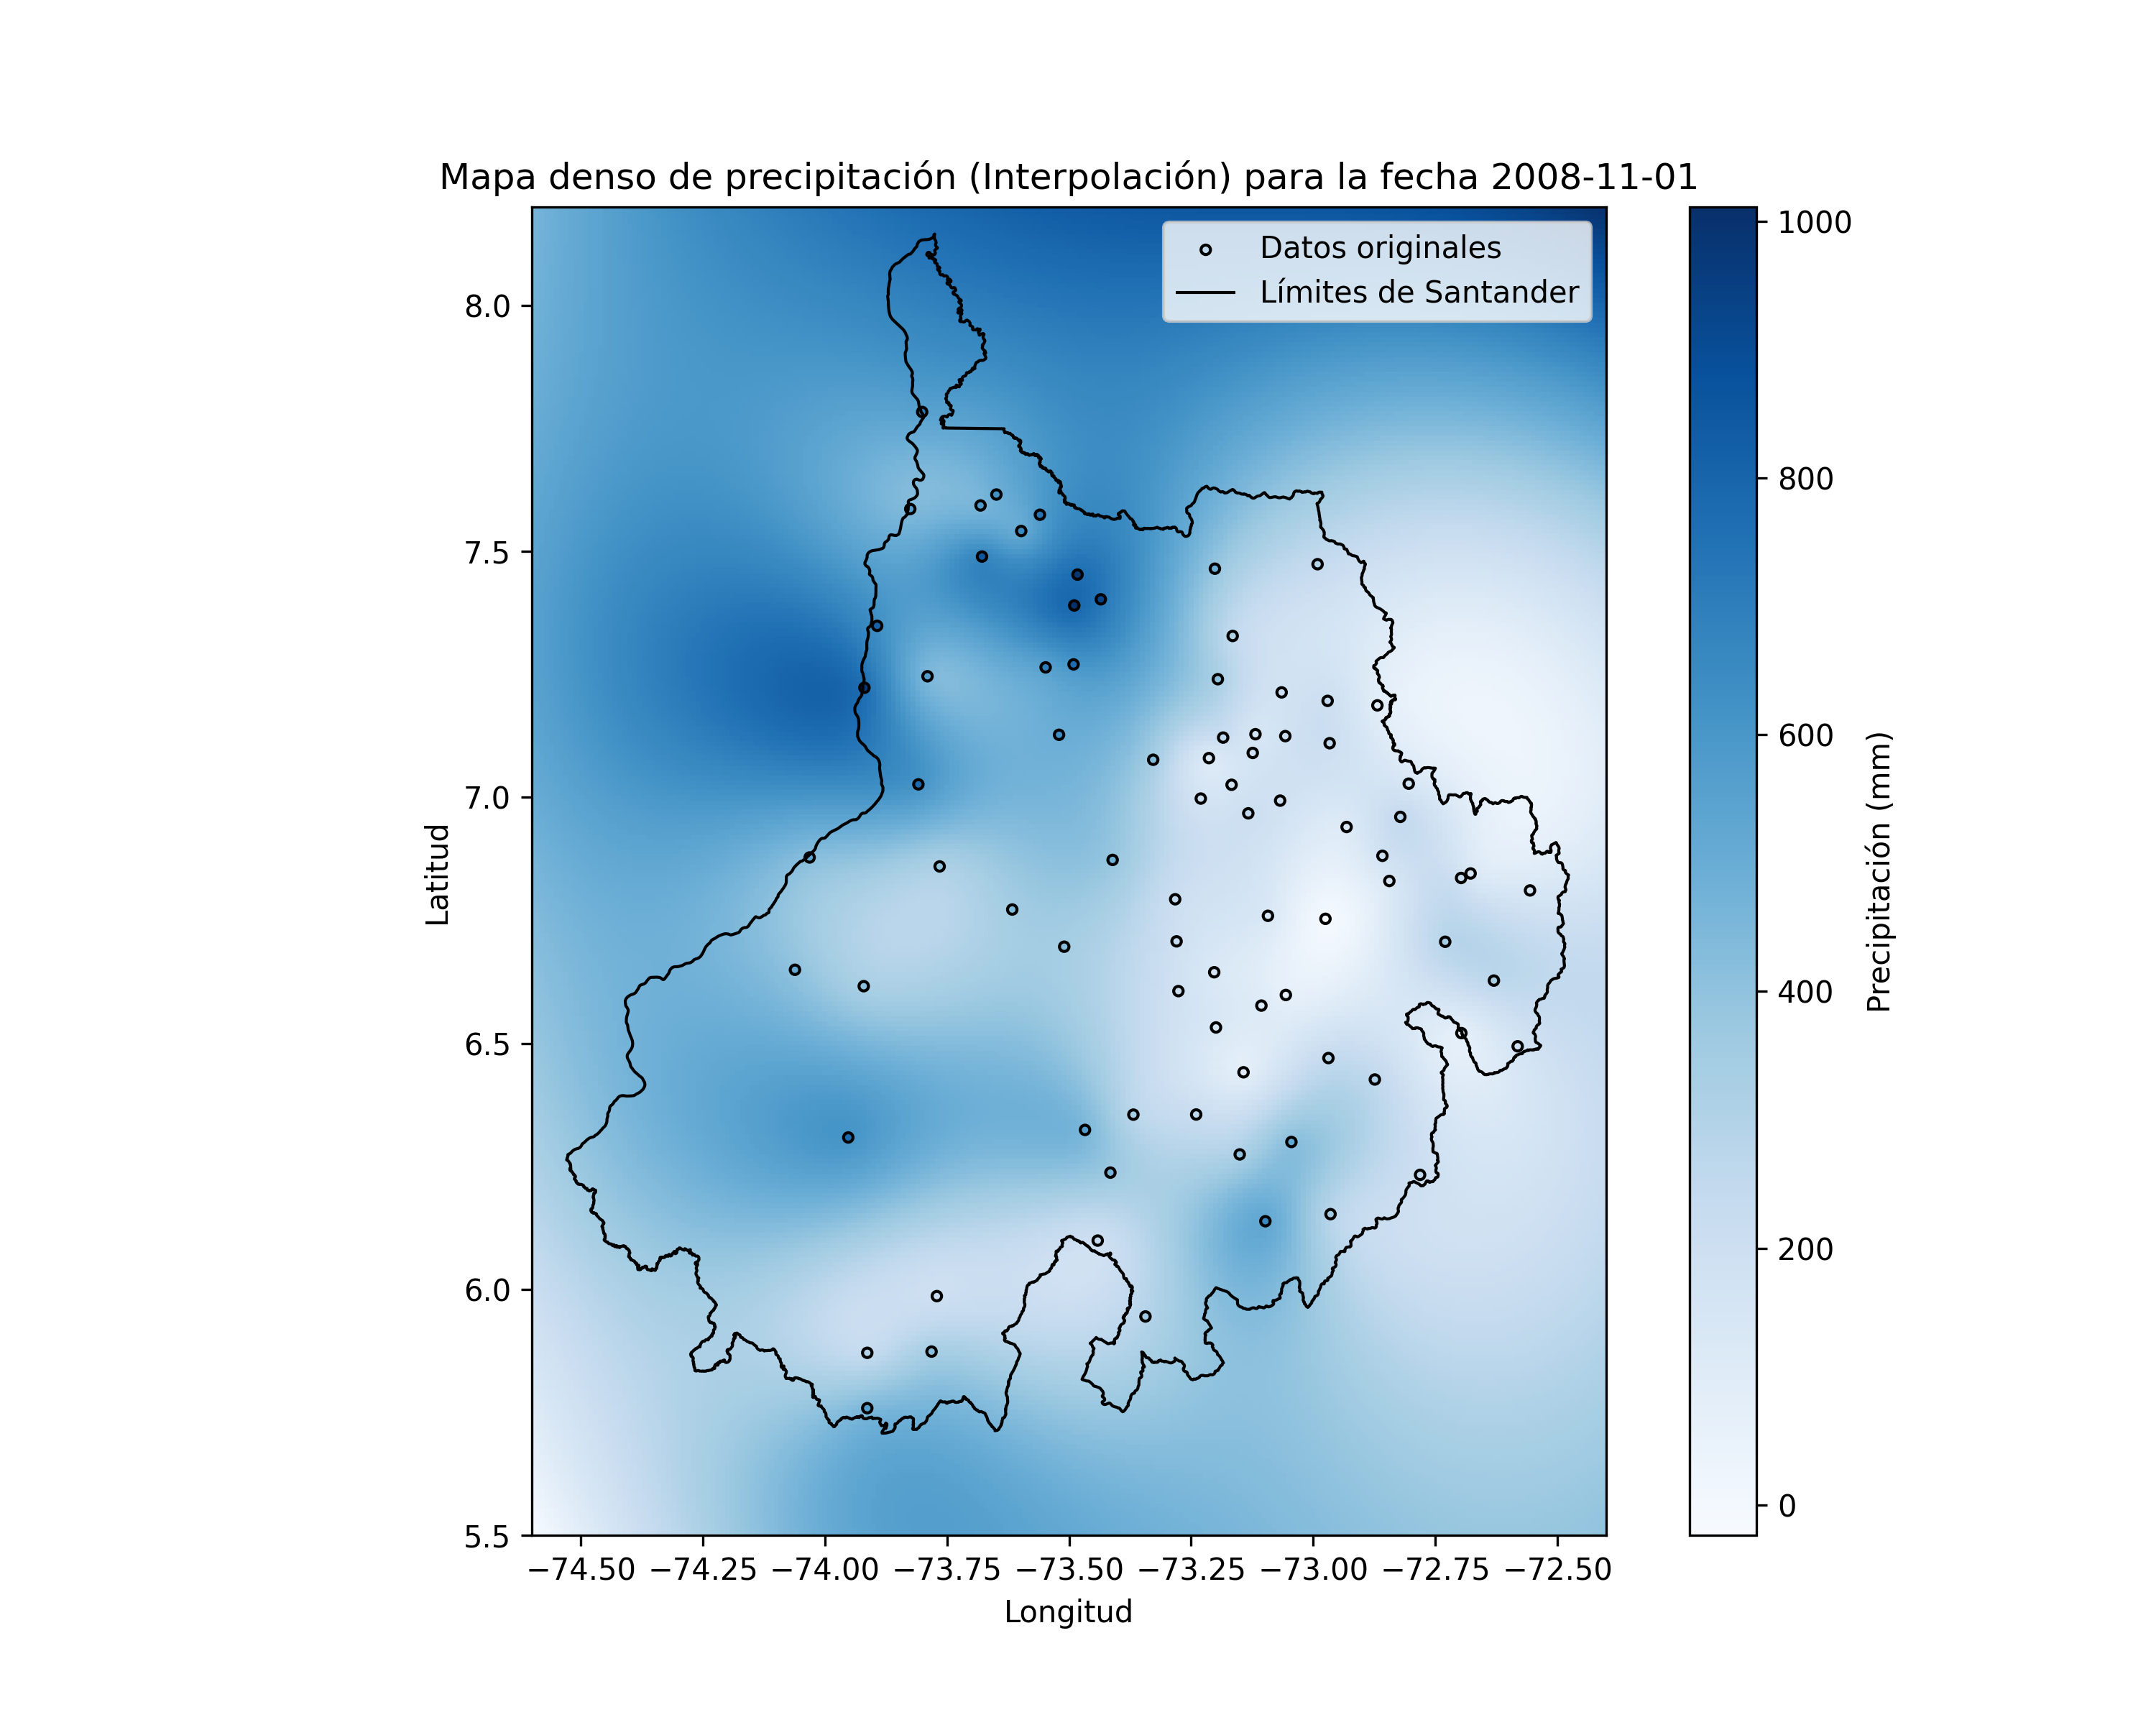 Mapa denso de precipitación (Interpolación) para la fecha 2008-11-01
Datos originales
Límites de Santander
8.0
7.5
7.0
6.5
6.0
5.5
Latitud
−74.50 −74.25 −74.00 −73.75 −73.50 −73.25 −73.00 −72.75 −72.50
Longitud
1000
800
600
400
200
0
Precipitación (mm)